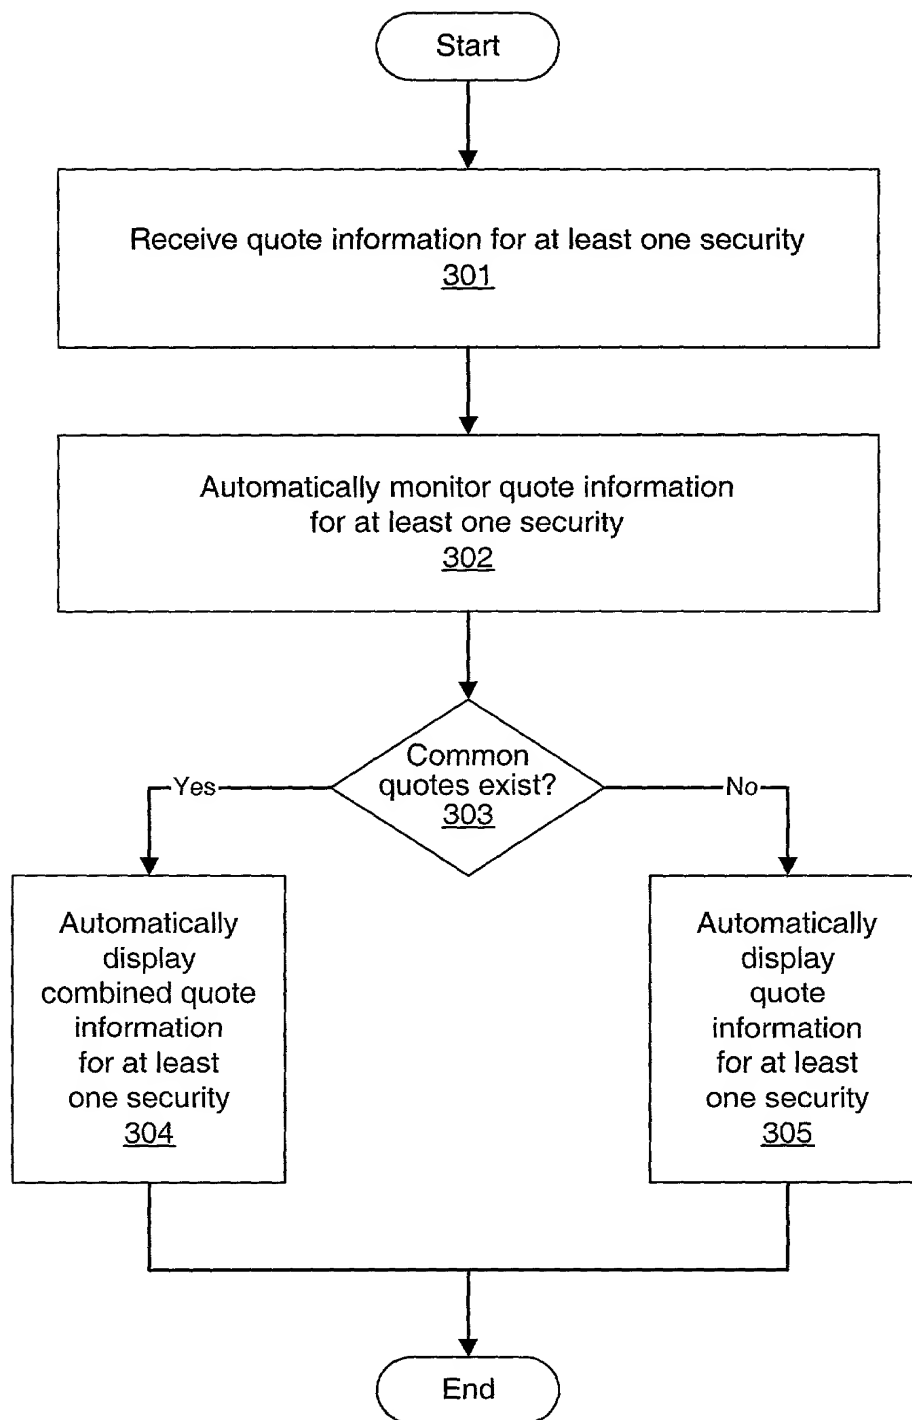 Start
Receive quote information for at least one security
301
Automatically monitor quote information
for at least one security
302
Common
quotes exist?
303
Yes
No
Automatically
display
combined quote
information
for at least
one security
304
Automatically
display
quote
information
for at least
one security
305
End